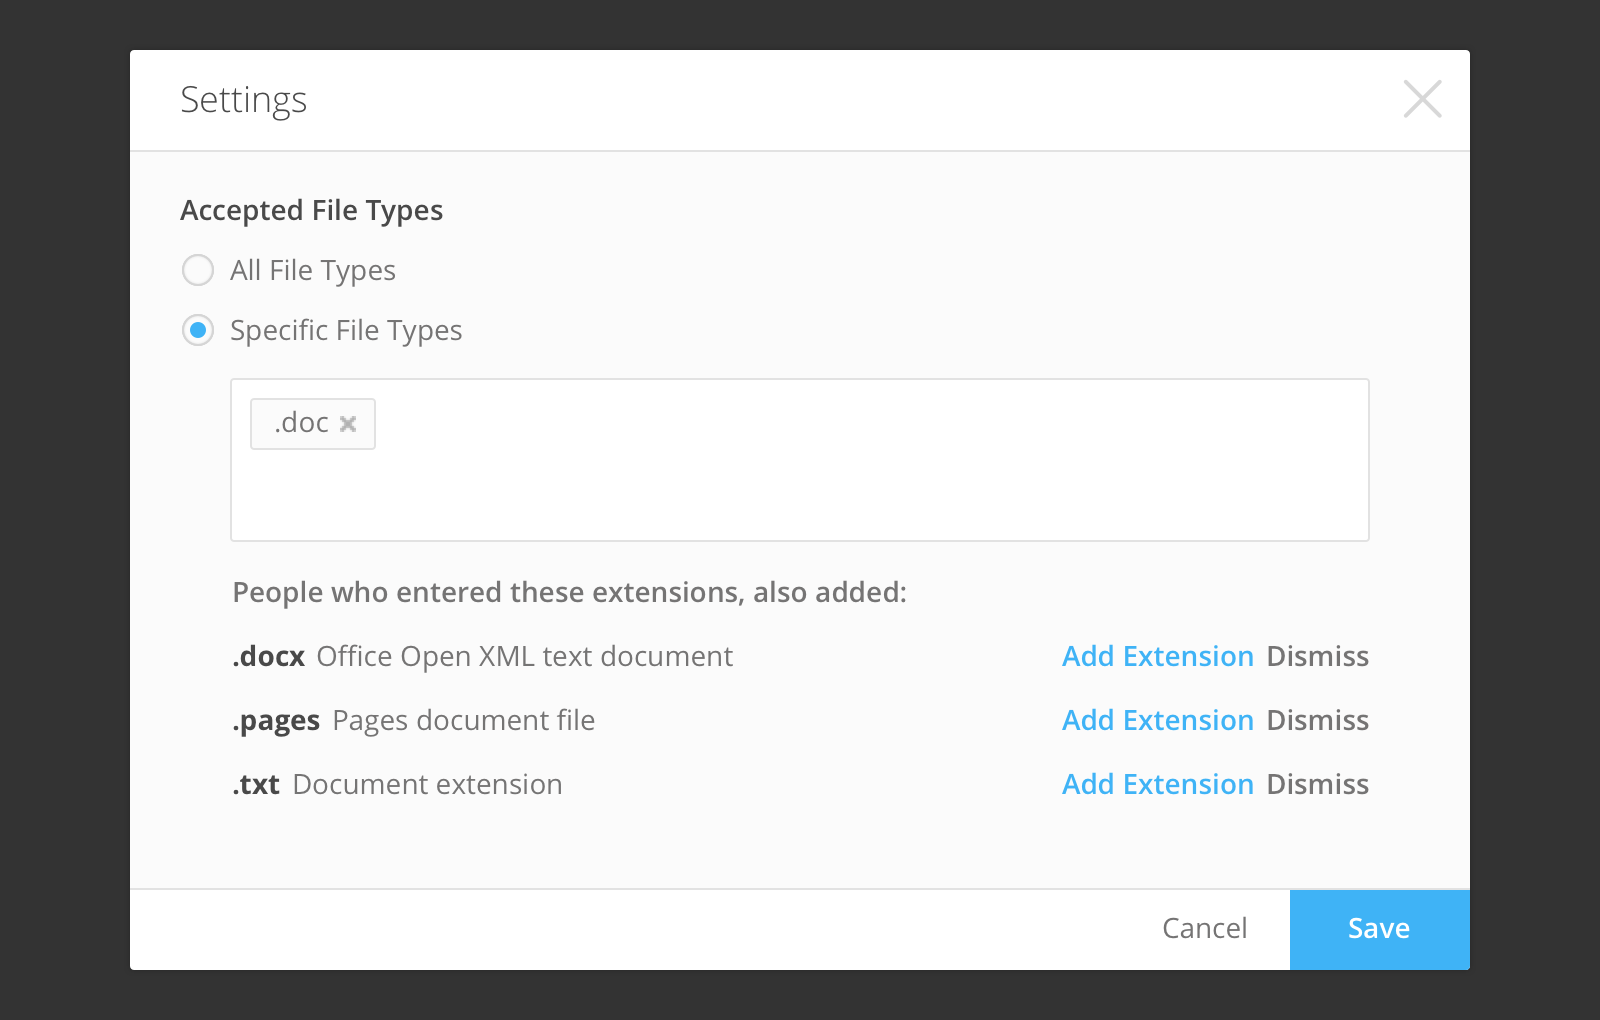 Settings
Accepted File Types
All File Types
Specific File Types
.doc
People who entered these extensions, also added:
.docx Office Open XML text document Add Extension Dismiss
.pages Pages document file Add Extension Dismiss
.txt Document extension Add Extension Dismiss
Cancel Save